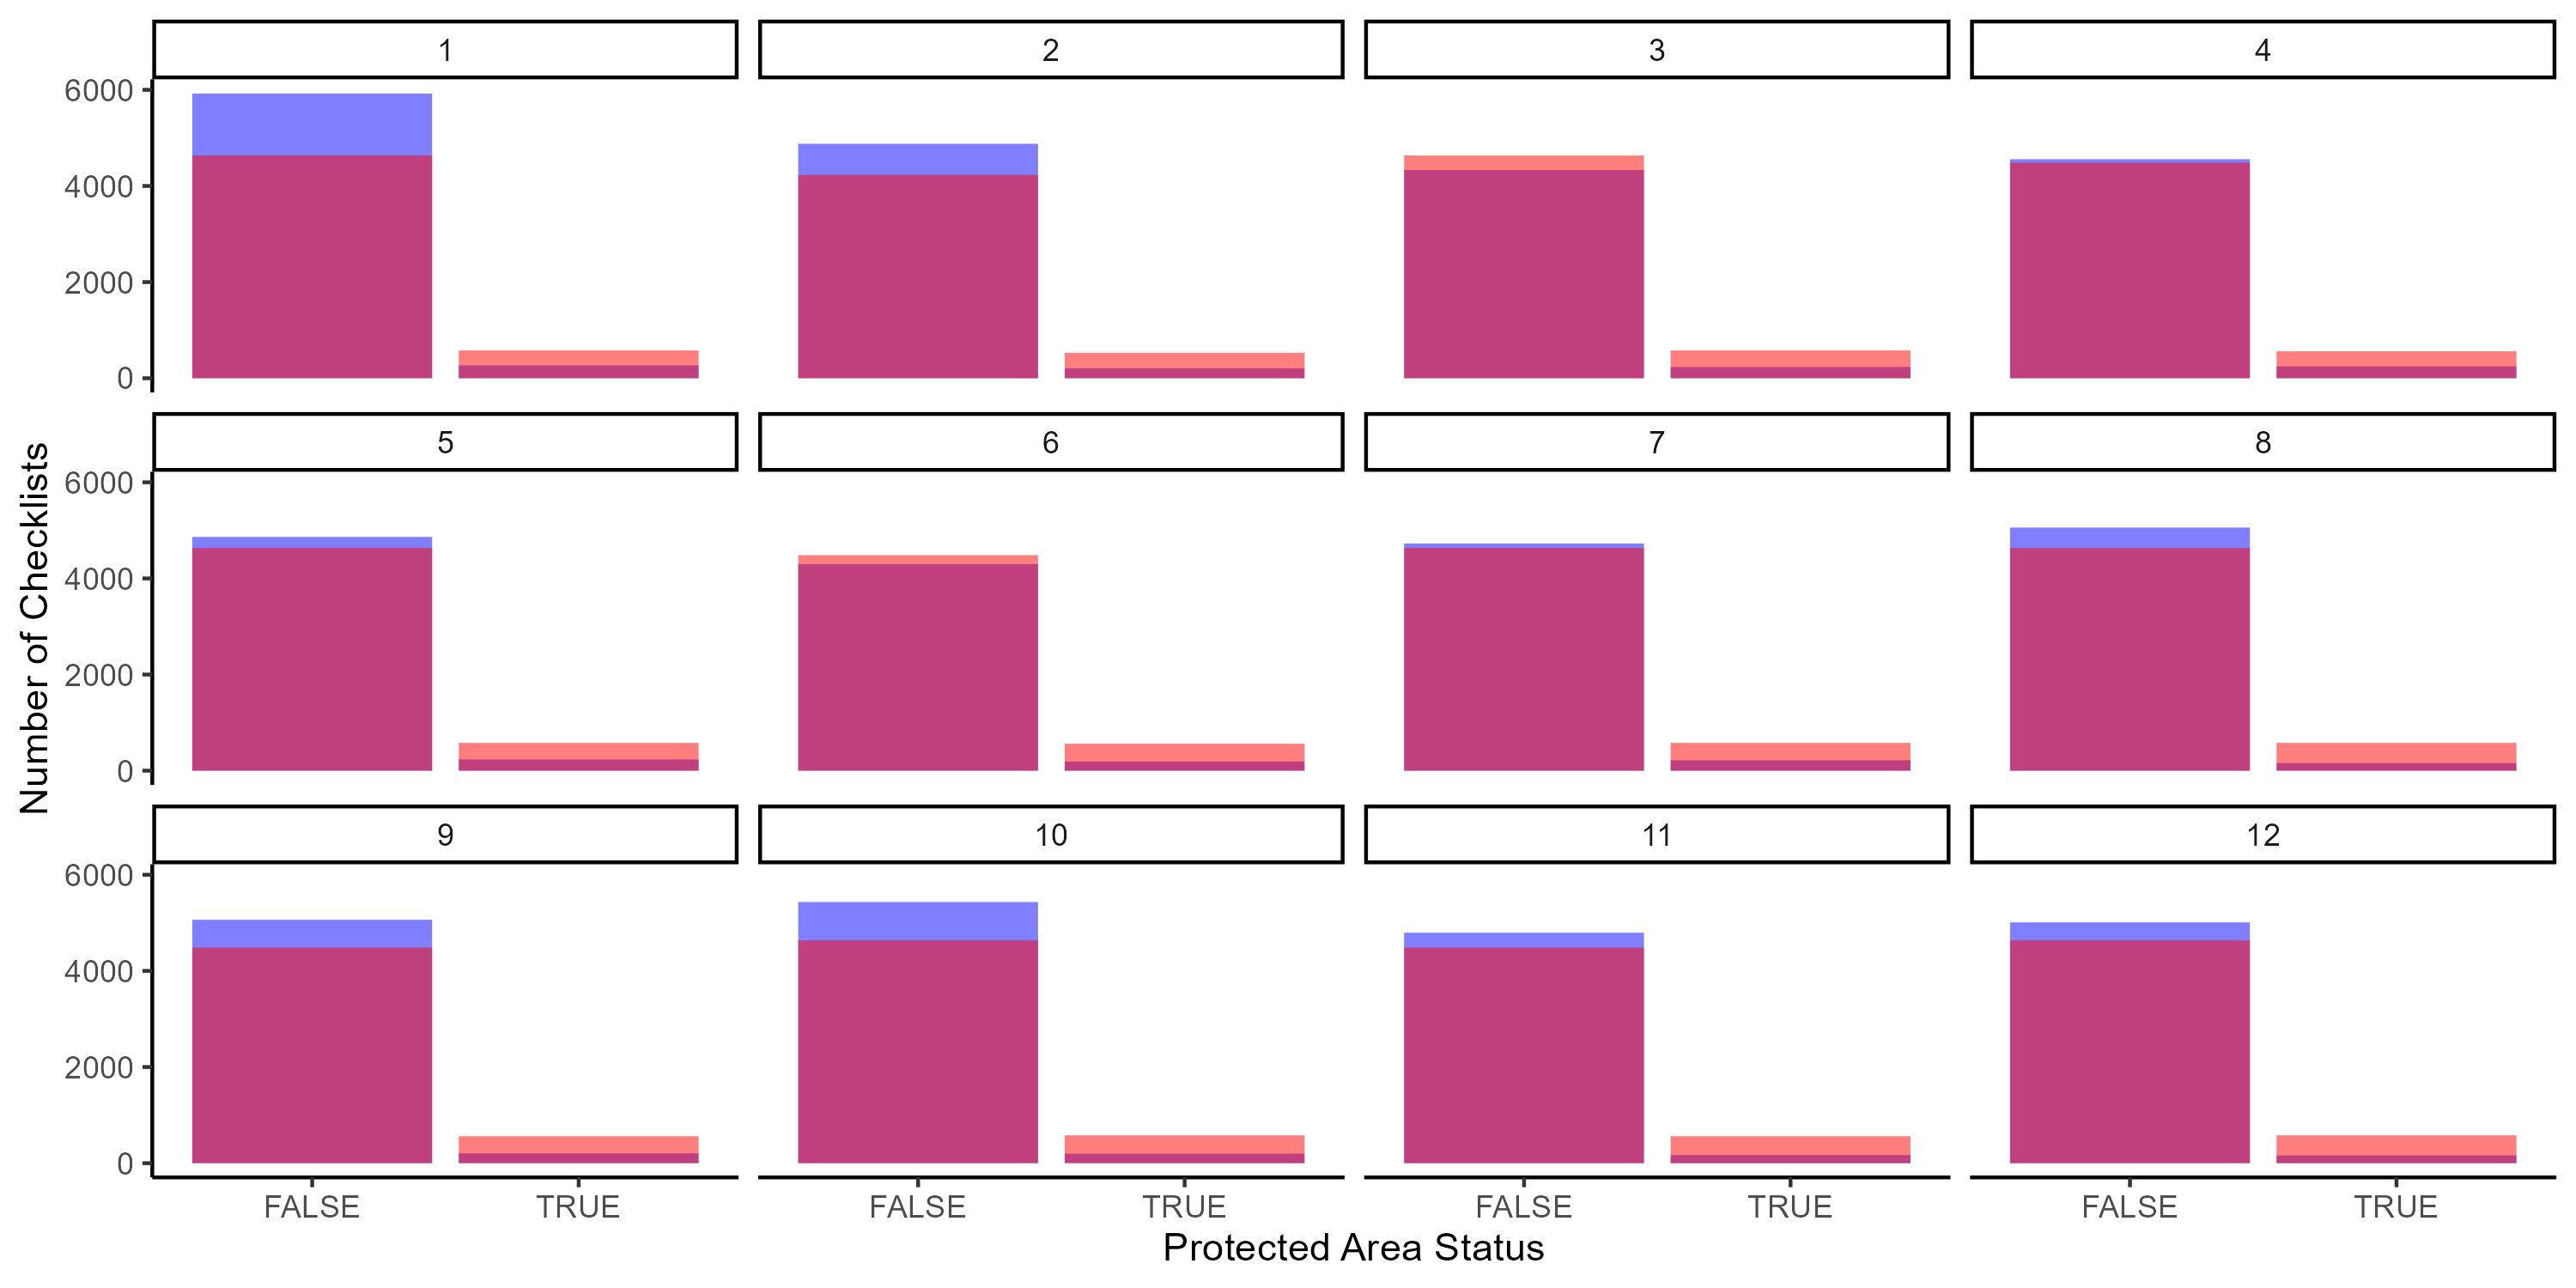 1 2 3 4
6000
4000
2000
0
5 6 7 8
6000
4000
2000
0
Number of Checklists
9 10 11 12
6000
4000
2000
0
FALSE TRUE FALSE TRUE FALSE TRUE FALSE TRUE
Protected Area Status